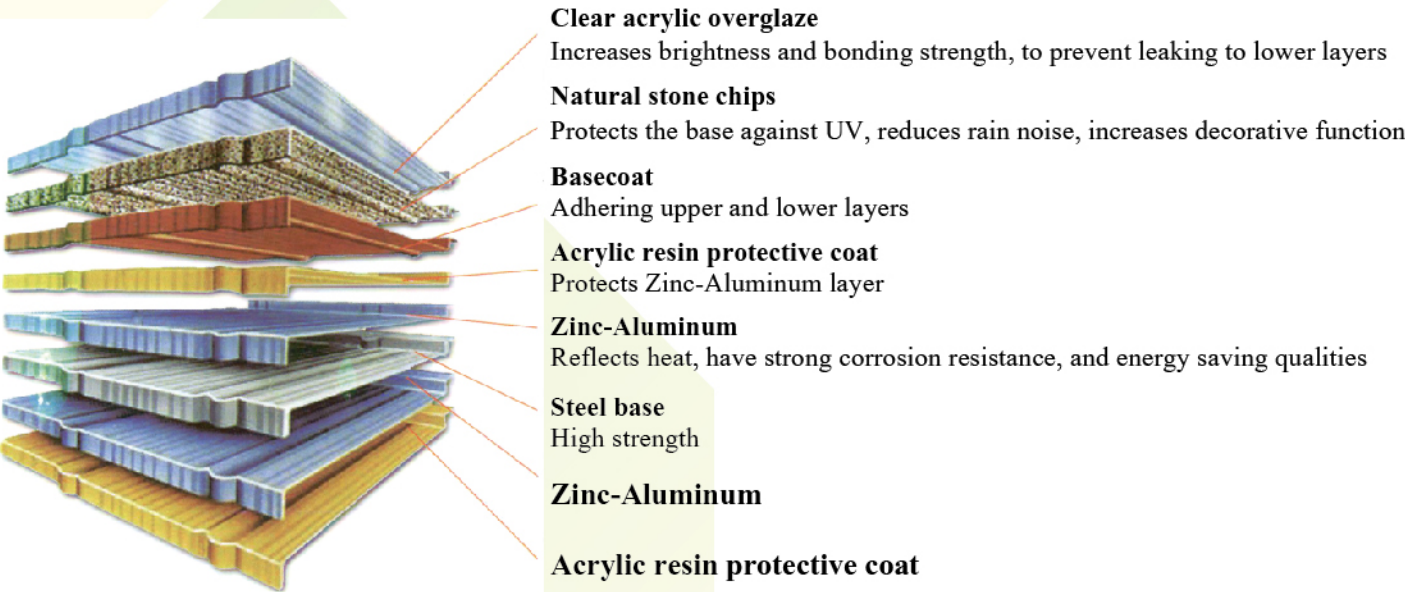 Clear acrylic overglaze
Increases brightness and bonding strength, to prevent leaking to lower layers
Natural stone chips
Protects the base against UV, reduces rain noise, increases decorative function
Basecoat
Adhering upper and lower layers
Acrylic resin protective coat
Protects Zinc-Aluminum layer
Zinc-Aluminum
Reflects heat, have strong corrosion resistance, and energy saving qualities
Steel base
High strength
Zinc-Aluminum
Acrylic resin protective coat